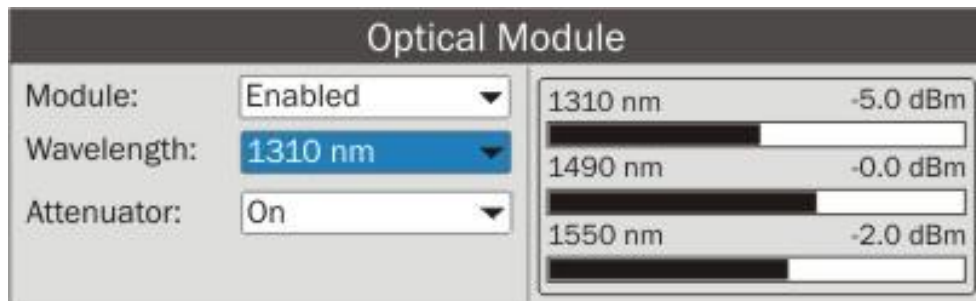 Optical Module
Module: Enabled
Wavelength: 1310 nm
Attenuator: On
1310 nm -5.0 dBm
1490 nm -0.0 dBm
1550 nm -2.0 dBm